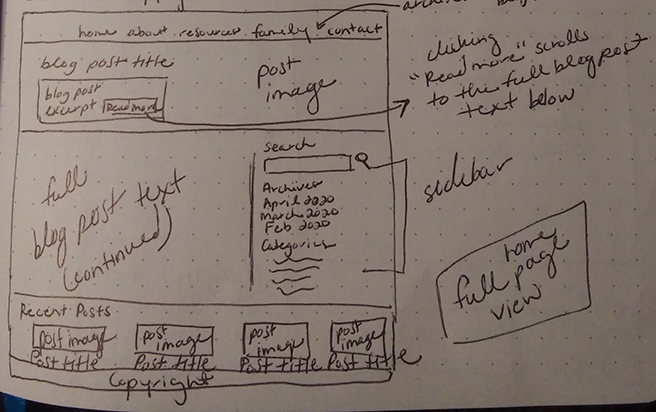 home about resources family contact
blog post title
blog post
excerpt Read more
post
image
clicking
"Read more" scrolls
to the full blog post
text below
full
blog post text
(continued)
search
Archives
April 2020
March 2020
Feb 2020
Categories
sidebar
home
full page
view
Recent Posts
post image
post image
post image
post image
Post title
Post title
Post title
Post title
Copyright